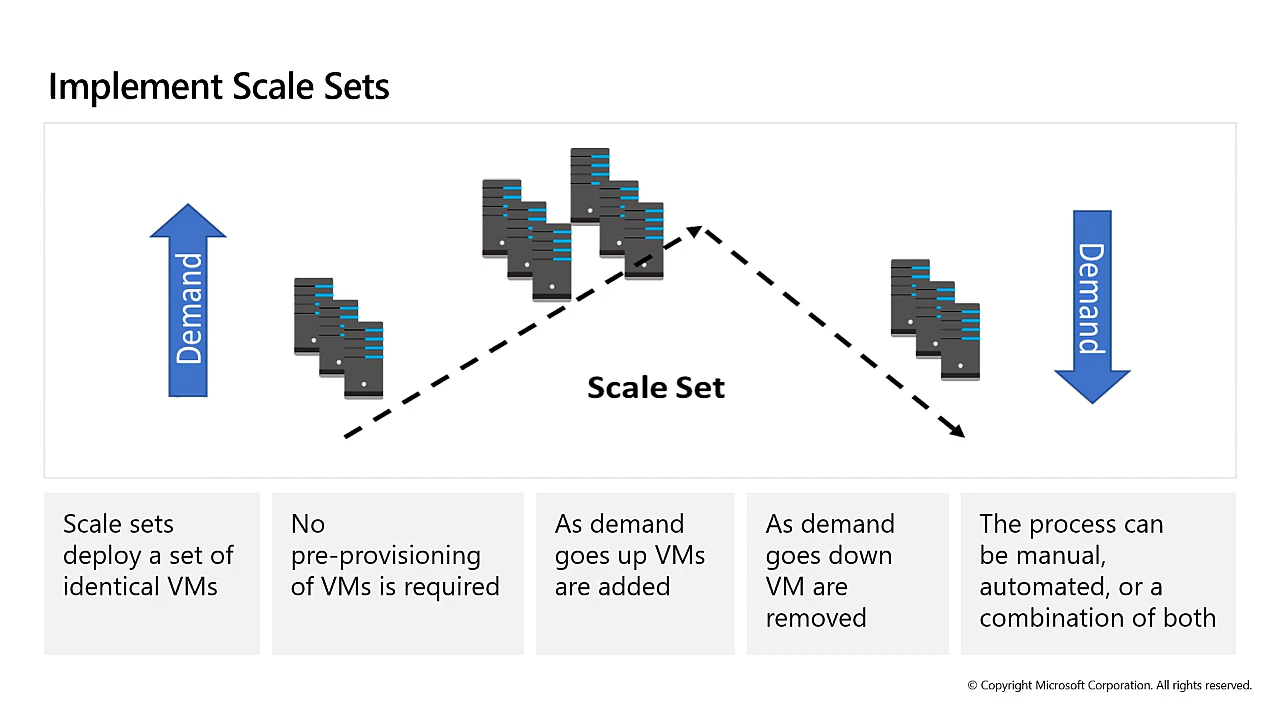 Implement Scale Sets
Demand
Demand
Scale Set
Scale sets
deploy a set of
identical VMs
No
pre-provisioning
of VMs is required
As demand
goes up VMs
are added
As demand
goes down
VM are
removed
The process can
be manual,
automated, or a
combination of both
© Copyright Microsoft Corporation. All rights reserved.